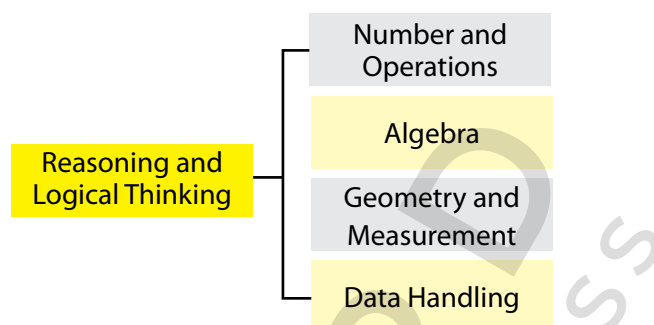 Number and
Operations
Algebra
Reasoning and
Logical Thinking
Geometry and
Measurement
Data Handling